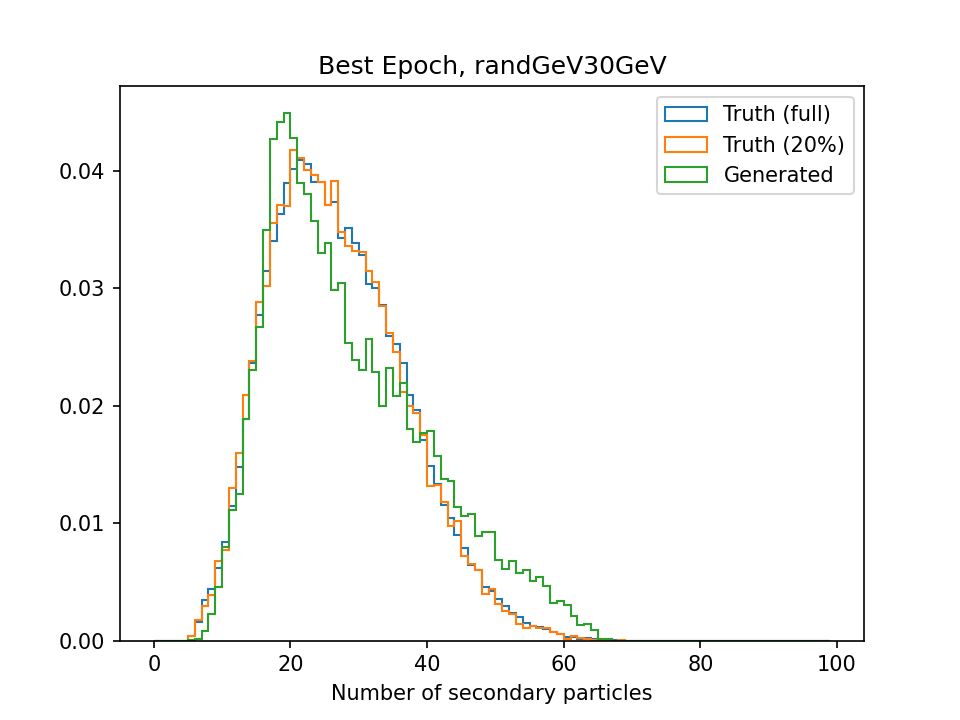 Best Epoch, randGeV30GeV
Truth (full)
Truth (20%)
Generated
0.04
0.03
0.02
0.01
0.00
0 20 40 60 80 100
Number of secondary particles